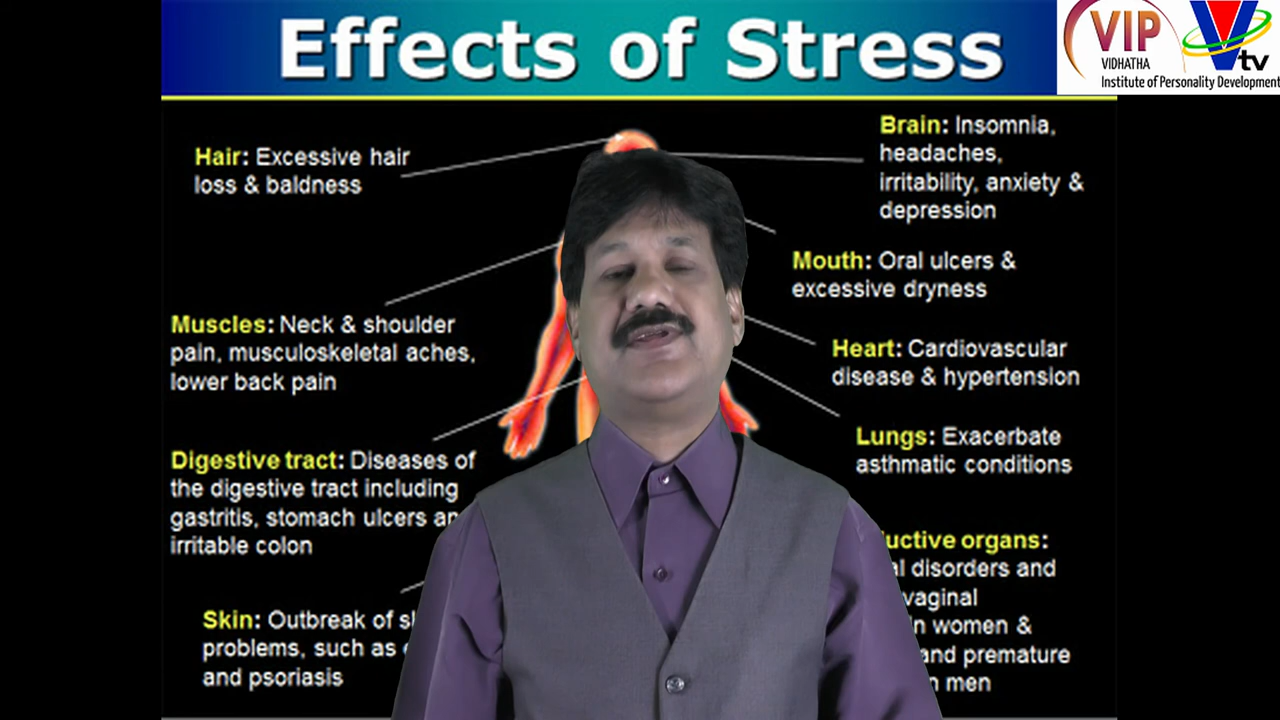 Effects of Stress
VIP
VIDHATHA
Institute of Personality Development
V
tv
Hair: Excessive hair
loss & baldness
Brain: Insomnia,
headaches,
irritability, anxiety &
depression
Mouth: Oral ulcers &
excessive dryness
Muscles: Neck & shoulder
pain, musculoskeletal aches,
lower back pain
Heart: Cardiovascular
disease & hypertension
Lungs: Exacerbate
asthmatic conditions
Digestive tract: Diseases of
the digestive tract including
gastritis, stomach ulcers
irritable colon
organs:
disorders and
vaginal
women &
and premature
men
Skin: Outbreak of
problems, such as
and psoriasis